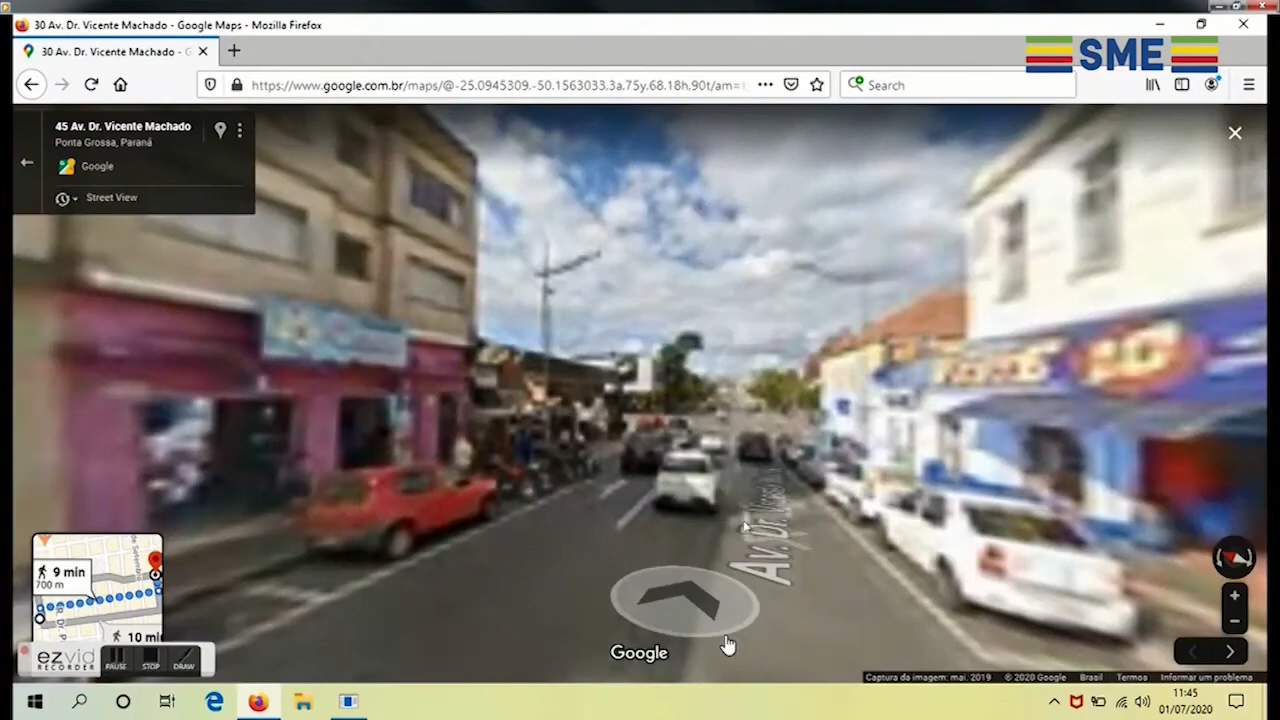 30 Av. Dr. Vicente Machado - Google Maps - Mozilla Firefox
30 Av. Dr. Vicente Machado - G
SME
https://www.google.com.br/maps/@-25.0945509,-50.1563033,3a,75y,68.18h,90t/am=t
Search
45 Av. Dr. Vicente Machado
Ponta Grossa, Paraná
Google
Street View
Av. Dr.
9 min
700 m
10 mi
ezvid
RECORDER
PAUSE
STOP
DRAW
Google
Captura da imagem: mai. 2019
© 2020 Google
Brasil
Termos
Informar um problema
11:45
01/07/2020